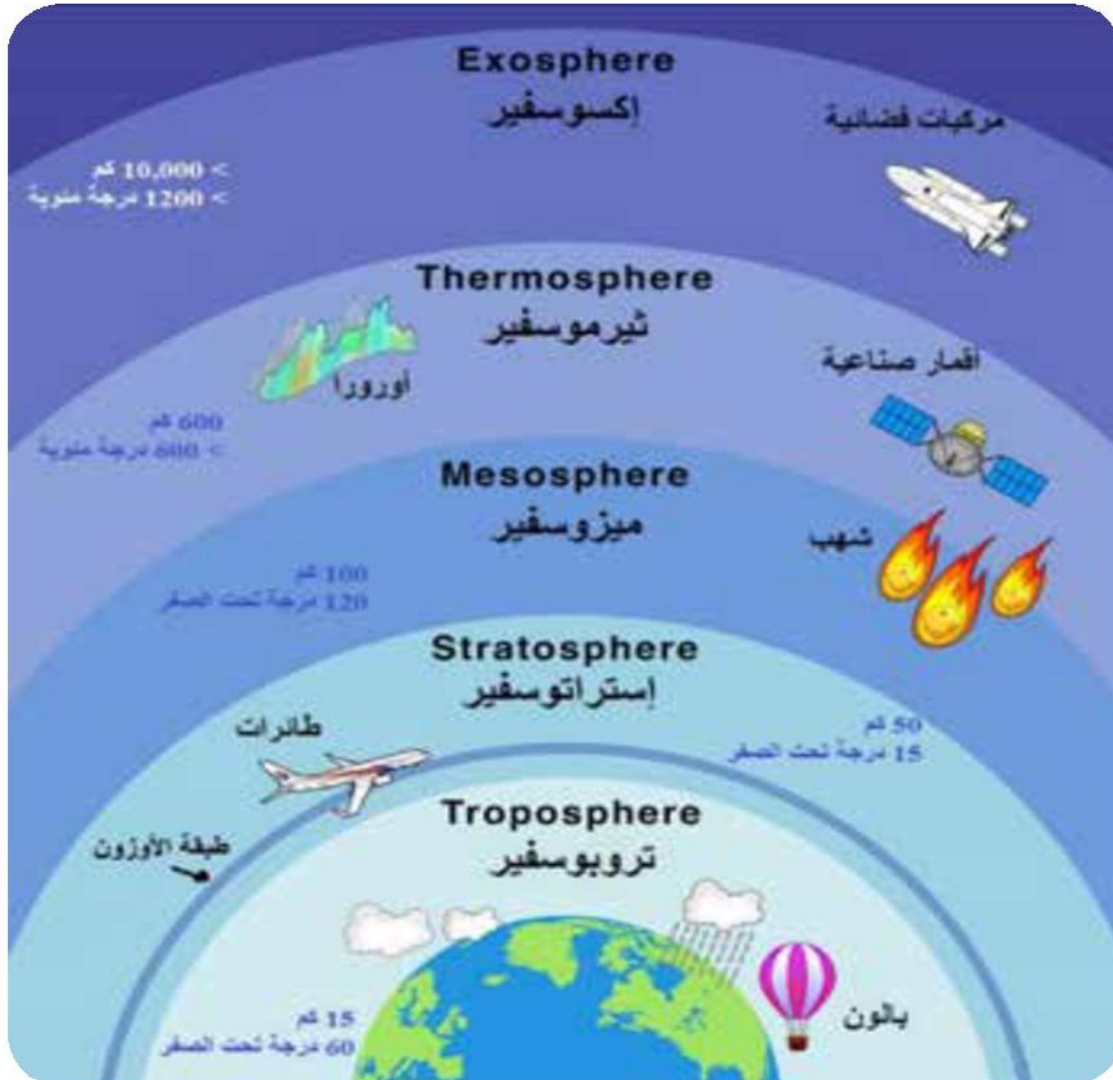 Exosphere
إكسوسفير
مركبات فضائية
> 10,000 كم
> 1200 درجة مئوية
Thermosphere
ثيرموسفير
أورورا
أقمار صناعية
600 كم
> 600 درجة مئوية
Mesosphere
ميزوسفير
شهب
100 كم
120 درجة تحت الصفر
Stratosphere
إستراتوسفير
طائرات
50 كم
15 درجة تحت الصفر
Troposphere
تروبوسفير
طبقة الأوزون
بالون
15 كم
60 درجة تحت الصفر